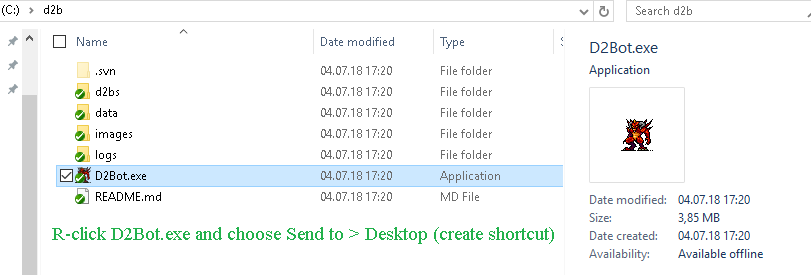 (C:) › d2b
Search d2b
Name Date modified Type S
.svn 04.07.18 17:20 File folder
d2bs 04.07.18 17:20 File folder
data 04.07.18 17:20 File folder
images 04.07.18 17:20 File folder
logs 04.07.18 17:20 File folder
D2Bot.exe 04.07.18 17:20 Application
README.md 04.07.18 17:20 MD File
R-click D2Bot.exe and choose Send to > Desktop (create shortcut)
D2Bot.exe
Application
Date modified: 04.07.18 17:20
Size: 3,85 MB
Date created: 04.07.18 17:20
Availability: Available offline